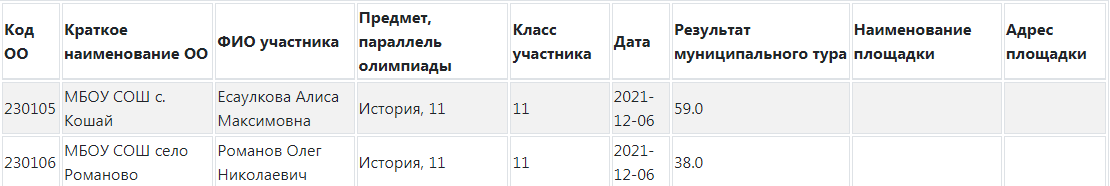 Код ОО
Краткое наименование ОО
ФИО участника
Предмет, параллель олимпиады
Класс участника
Дата
Результат муниципального тура
Наименование площадки
Адрес площадки
230105
МБОУ СОШ с. Кошай
Есаулкова Алиса Максимовна
История, 11
11
2021-12-06
59.0
230106
МБОУ СОШ село Романово
Романов Олег Николаевич
История, 11
11
2021-12-06
38.0